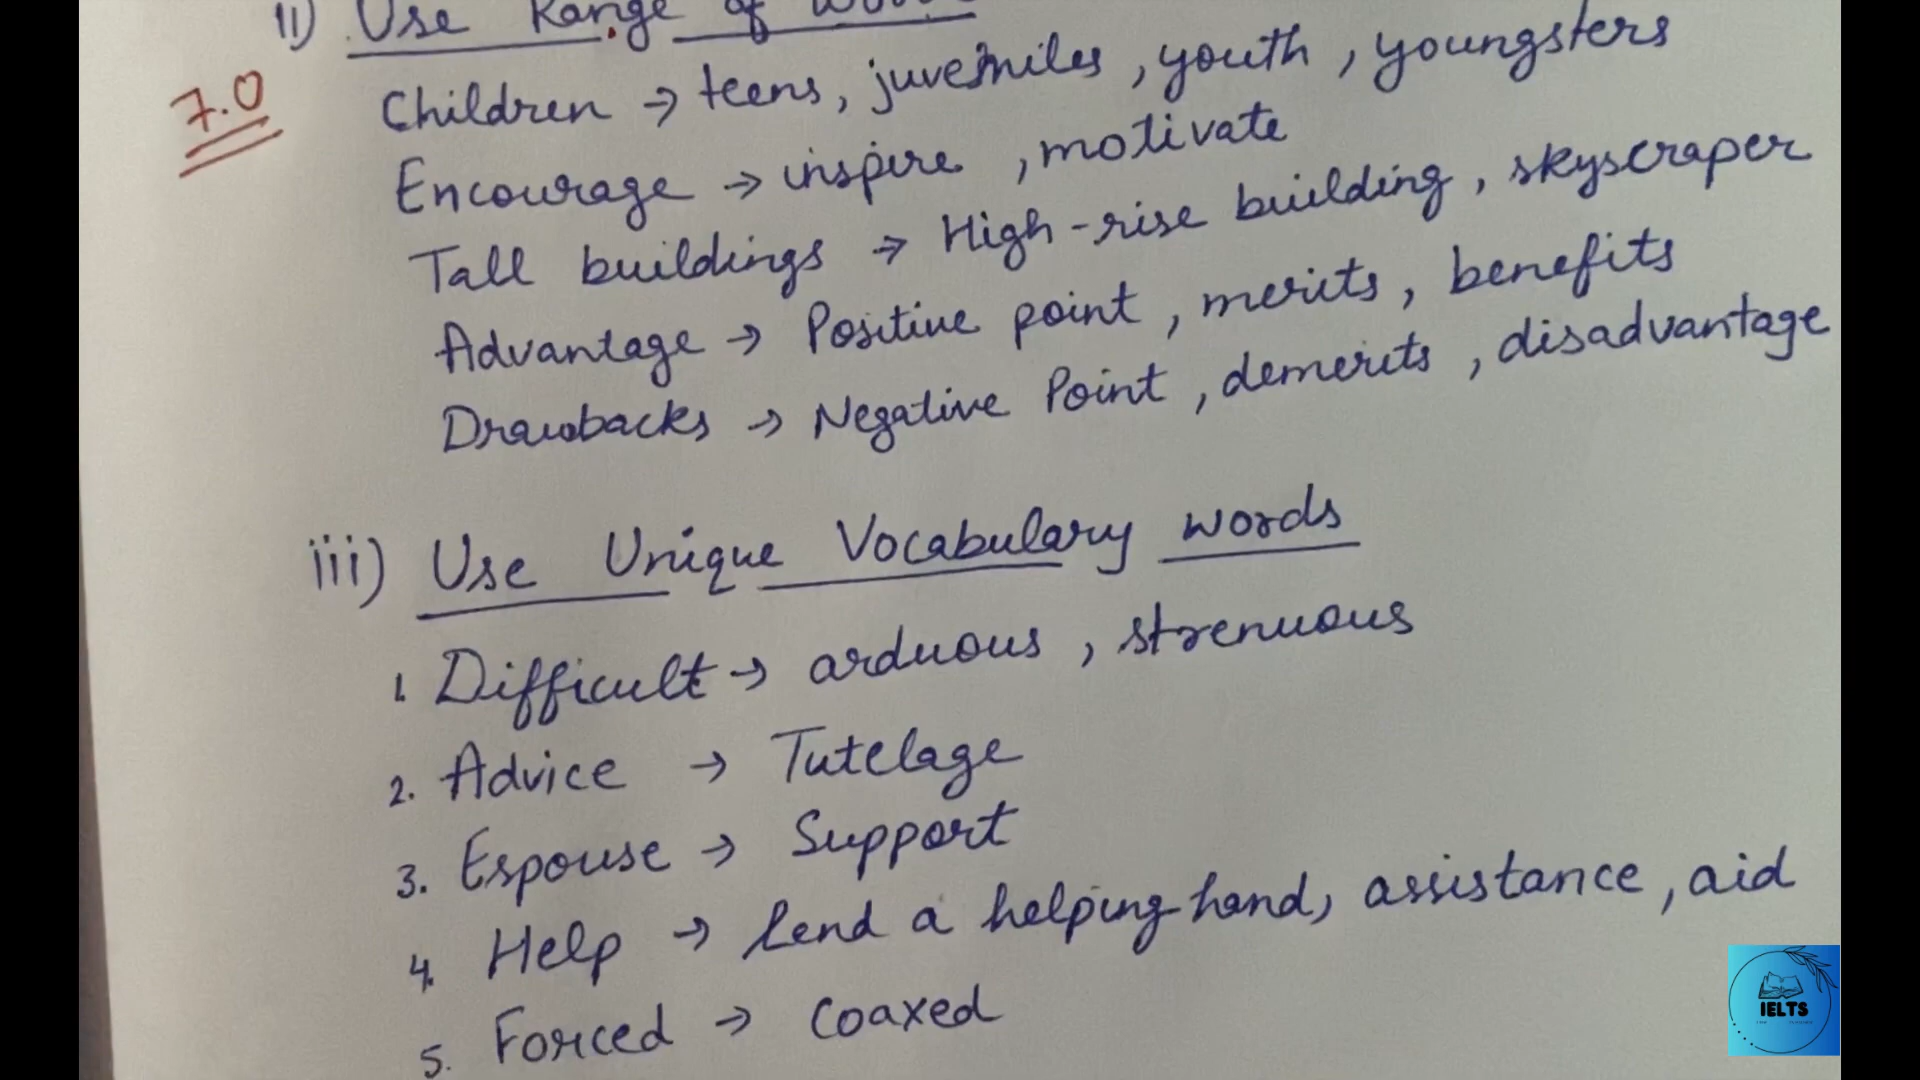 ii) Use Range of
7.0
Children → teens, juveniles, youth, youngsters
Encourage → inspire, motivate
Tall buildings → High-rise building, skyscraper
Advantage → Positive point, merits, benefits
Drawbacks → Negative Point, demerits, disadvantage
iii) Use Unique Vocabulary words
1. Difficult → arduous, strenuous
2. Advice → Tutelage
3. Espouse → Support
4. Help → Lend a helping hand, assistance, aid
5. Forced → coaxed
IELTS